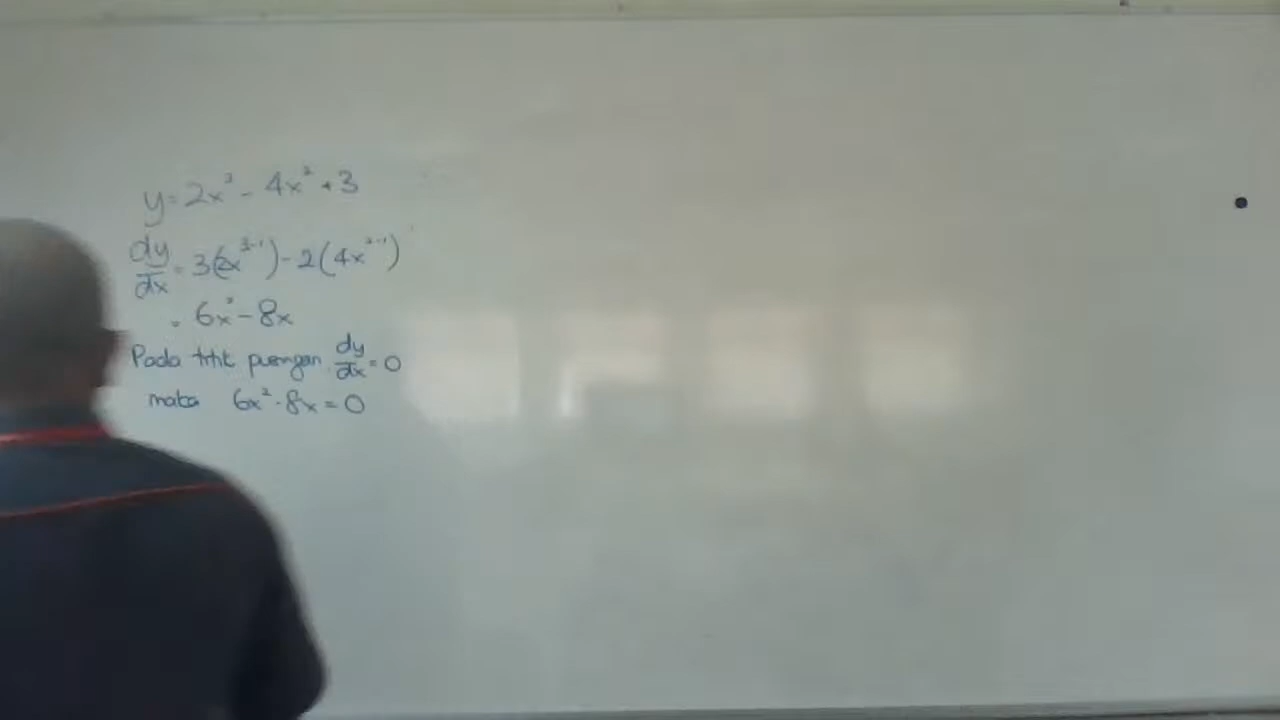 y = 2x³ - 4x² + 3
dy/dx = 3(2x³⁻¹) - 2(4x²⁻¹)
= 6x² - 8x
Pada titik pusingan dy/dx = 0
maka 6x² - 8x = 0